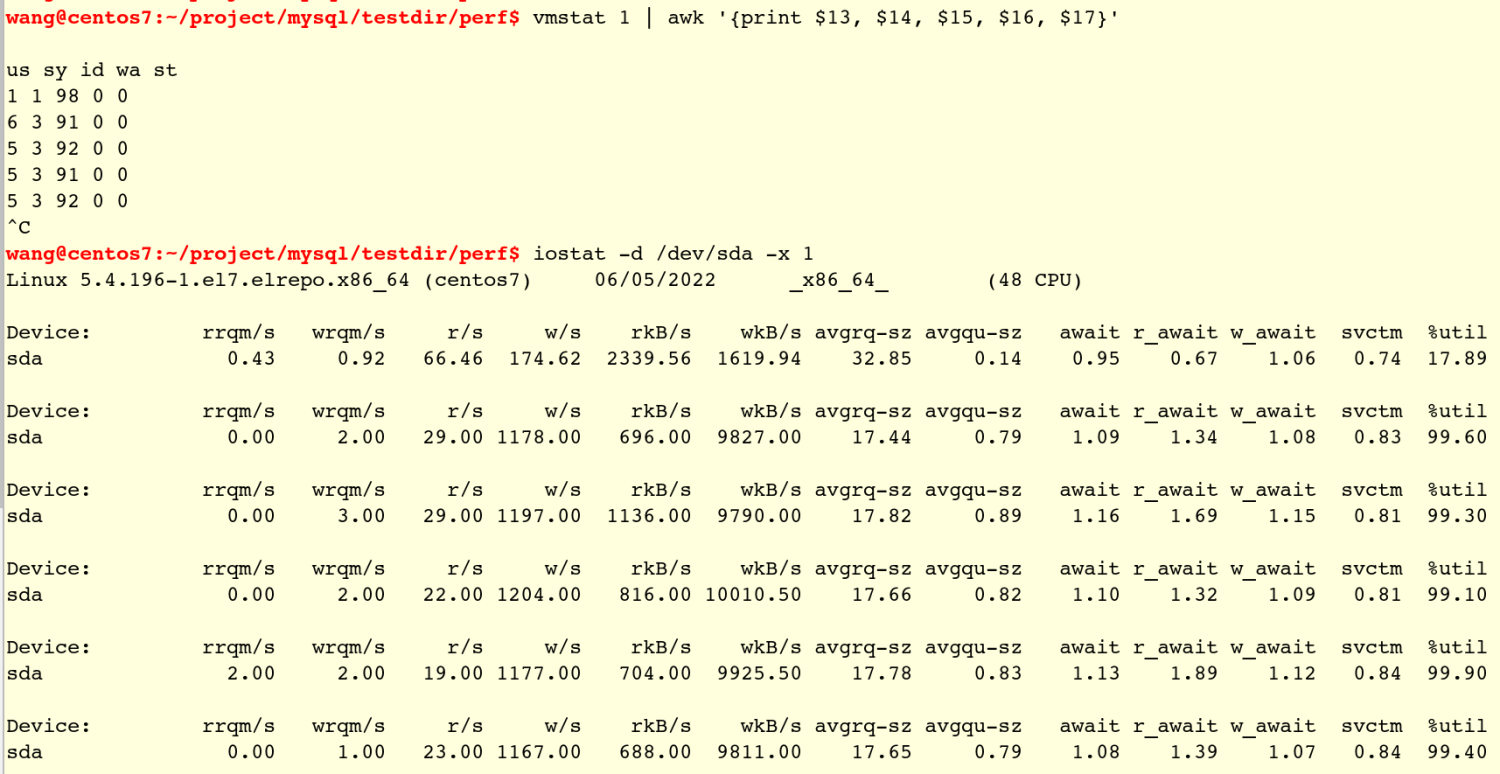 wang@centos7:~/project/mysql/testdir/perf$ vmstat 1 | awk '{print $13, $14, $15, $16, $17}'
us sy id wa st
1 1 98 0 0
6 3 91 0 0
5 3 92 0 0
5 3 91 0 0
5 3 92 0 0
^C
wang@centos7:~/project/mysql/testdir/perf$ iostat -d /dev/sda -x 1
Linux 5.4.196-1.el7.elrepo.x86_64 (centos7) 06/05/2022 _x86_64_ (48 CPU)
Device: rrqm/s wrqm/s r/s w/s rkB/s wkB/s avgrq-sz avgqu-sz await r_await w_await svctm %util
sda 0.43 0.92 66.46 174.62 2339.56 1619.94 32.85 0.14 0.95 0.67 1.06 0.74 17.89
Device: rrqm/s wrqm/s r/s w/s rkB/s wkB/s avgrq-sz avgqu-sz await r_await w_await svctm %util
sda 0.00 2.00 29.00 1178.00 696.00 9827.00 17.44 0.79 1.09 1.34 1.08 0.83 99.60
Device: rrqm/s wrqm/s r/s w/s rkB/s wkB/s avgrq-sz avgqu-sz await r_await w_await svctm %util
sda 0.00 3.00 29.00 1197.00 1136.00 9790.00 17.82 0.89 1.16 1.69 1.15 0.81 99.30
Device: rrqm/s wrqm/s r/s w/s rkB/s wkB/s avgrq-sz avgqu-sz await r_await w_await svctm %util
sda 0.00 2.00 22.00 1204.00 816.00 10010.50 17.66 0.82 1.10 1.32 1.09 0.81 99.10
Device: rrqm/s wrqm/s r/s w/s rkB/s wkB/s avgrq-sz avgqu-sz await r_await w_await svctm %util
sda 2.00 2.00 19.00 1177.00 704.00 9925.50 17.78 0.83 1.13 1.89 1.12 0.84 99.90
Device: rrqm/s wrqm/s r/s w/s rkB/s wkB/s avgrq-sz avgqu-sz await r_await w_await svctm %util
sda 0.00 1.00 23.00 1167.00 688.00 9811.00 17.65 0.79 1.08 1.39 1.07 0.84 99.40